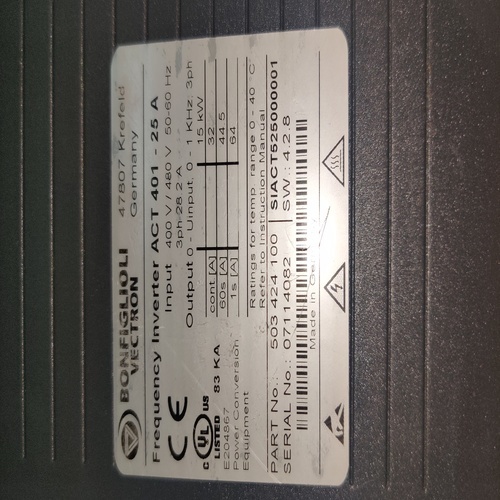 BONFIGLIOLI
VECTRON
47807 Krefeld
Germany
Frequency Inverter ACT 401 - 25 A
Input 400 V / 480 V 50-60 Hz
3ph 28.2 A
Output 0 - Uinput, 0 - 1 KHz, 3ph
15 kW
cont [A] 32
60s [A] 44.5
1s [A] 64
Ratings for temp. range 0 - 40 °C
Refer to Instruction Manual
CE
C UL US
LISTED 83 KA
E204867
Power Conversion
Equipment
PART No.: 503 424 100 SIACT525000001
SERIAL No.: 07114082 SW.: 4.2.8
Made in